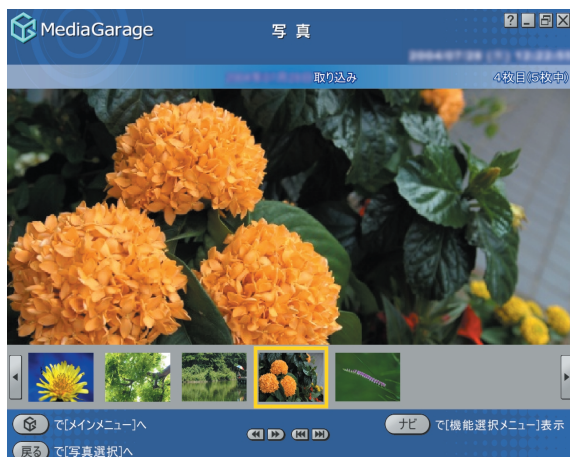 MediaGarage
写真
?
取り込み
4枚目(5枚中)
で[メインメニュー]へ
ナビ で[機能選択メニュー]表示
戻る で[写真選択]へ